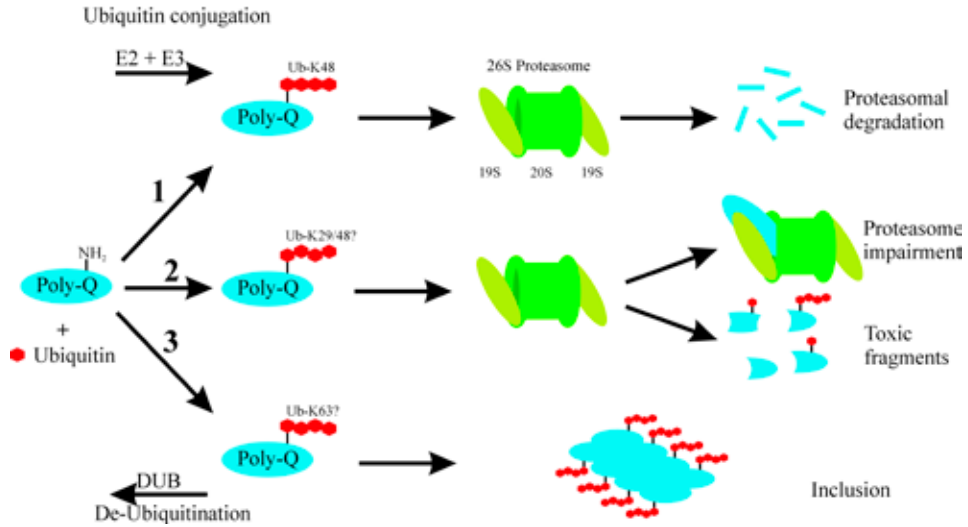 Ubiquitin conjugation
E2 + E3
Ub-K48
Poly-Q
26S Proteasome
19S 20S 19S
Proteasomal
degradation
1
NH2
Poly-Q
+
Ubiquitin
2
Ub-K29/48?
Poly-Q
Proteasome
impairment
Toxic
fragments
3
Ub-K63?
Poly-Q
DUB
De-Ubiquitination
Inclusion